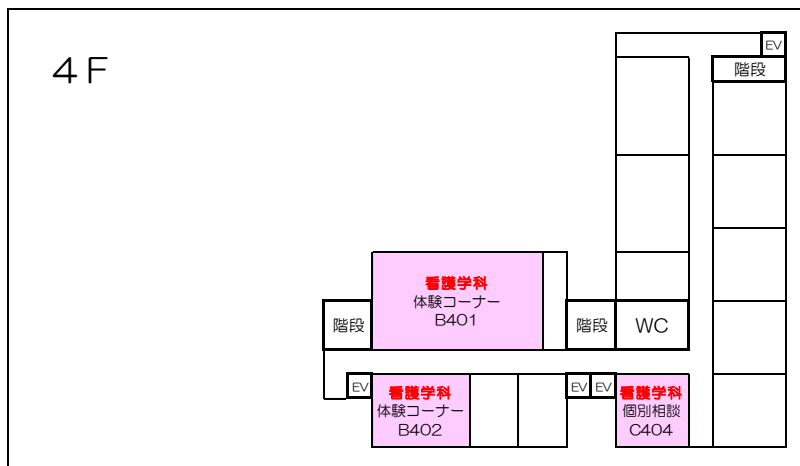 4F
EV
階段
看護学科
体験コーナー
B401
階段
階段
WC
EV
看護学科
体験コーナー
B402
EV
EV
看護学科
個別相談
C404